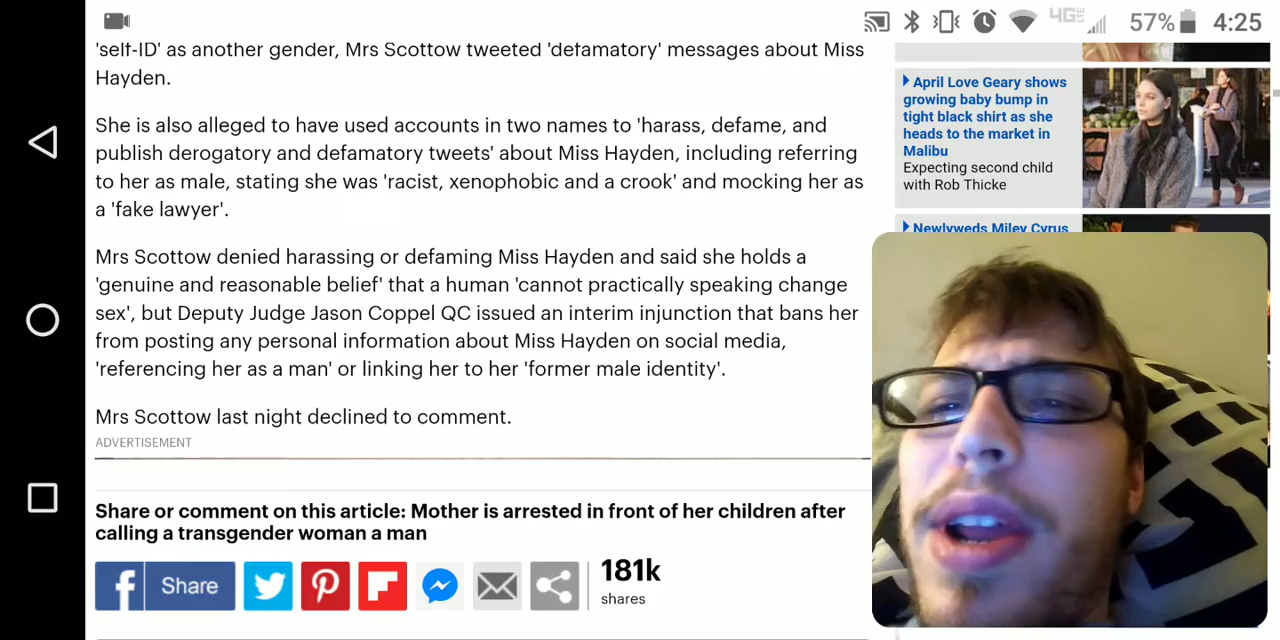 57% 4:25
'self-ID' as another gender, Mrs Scottow tweeted 'defamatory' messages about Miss
Hayden.
She is also alleged to have used accounts in two names to 'harass, defame, and
publish derogatory and defamatory tweets' about Miss Hayden, including referring
to her as male, stating she was 'racist, xenophobic and a crook' and mocking her as
a 'fake lawyer'.
Mrs Scottow denied harassing or defaming Miss Hayden and said she holds a
'genuine and reasonable belief' that a human 'cannot practically speaking change
sex', but Deputy Judge Jason Coppel QC issued an interim injunction that bans her
from posting any personal information about Miss Hayden on social media,
'referencing her as a man' or linking her to her 'former male identity'.
Mrs Scottow last night declined to comment.
ADVERTISEMENT
Share or comment on this article: Mother is arrested in front of her children after
calling a transgender woman a man
f Share
181k
shares
April Love Geary shows
growing baby bump in
tight black shirt as she
heads to the market in
Malibu
Expecting second child
with Rob Thicke
Newlyweds Miley Cyrus